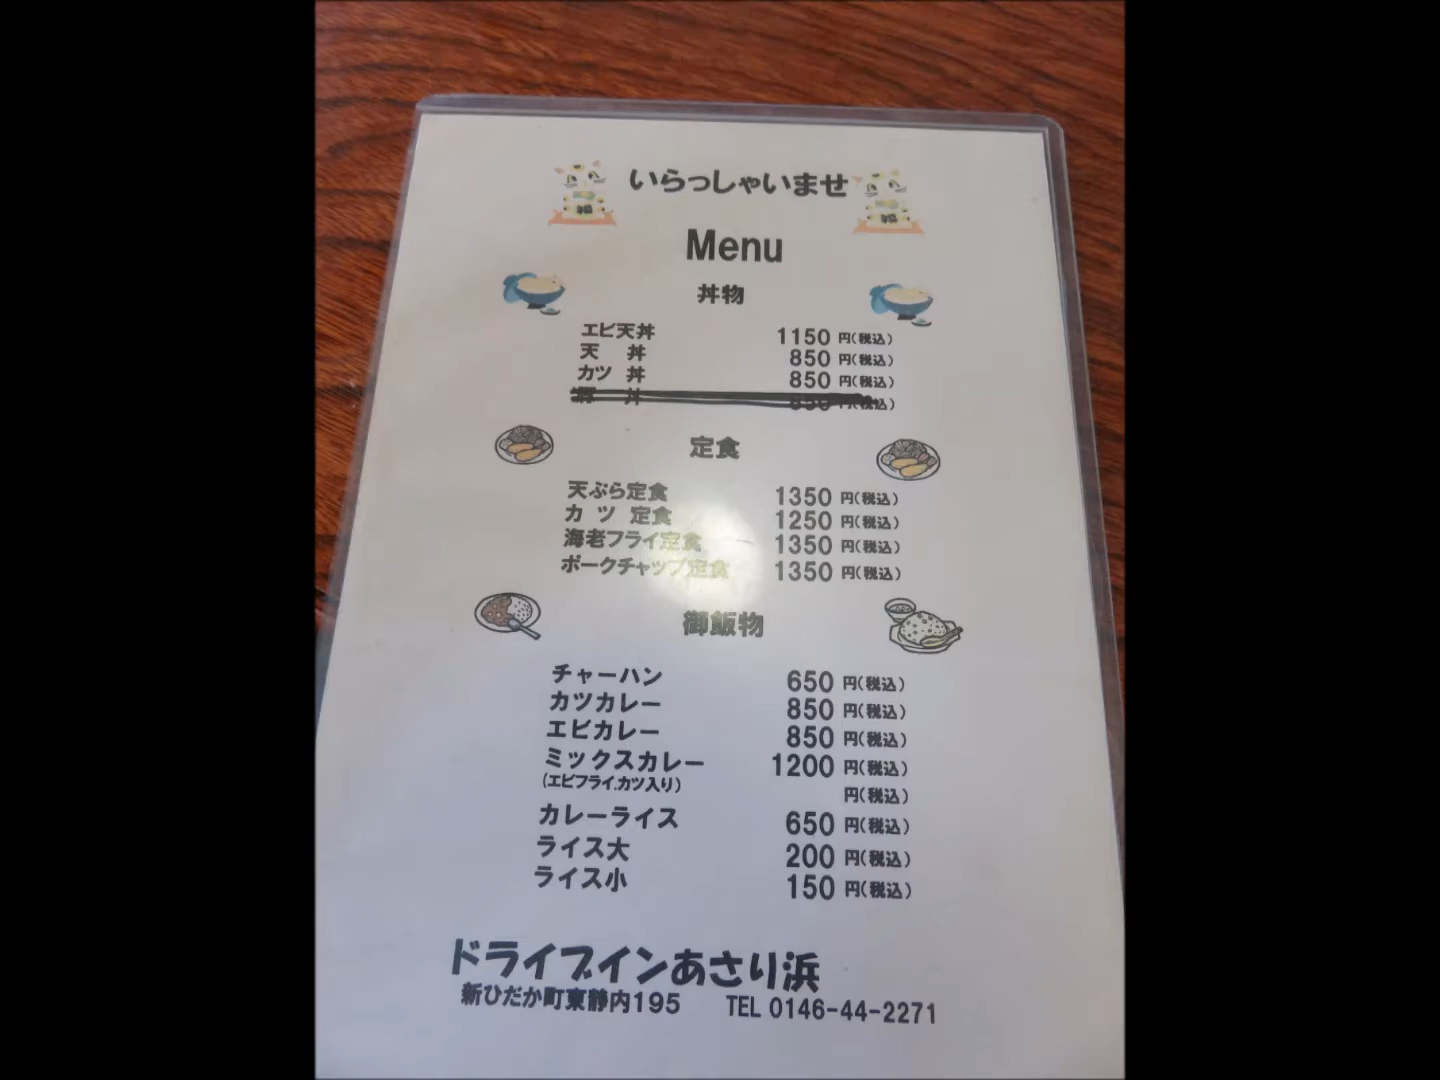 いらっしゃいませ
Menu
丼物
エビ天丼 1150 円(税込)
天 丼 850 円(税込)
カツ 丼 850 円(税込)
丼 850 円(税込)
定食
天ぷら定食 1350 円(税込)
カ ツ 定食 1250 円(税込)
海老フライ定食 1350 円(税込)
ポークチャップ定食 1350 円(税込)
御飯物
チャーハン 650 円(税込)
カツカレー 850 円(税込)
エビカレー 850 円(税込)
ミックスカレー 1200 円(税込)
(エビフライ.カツ入り) 円(税込)
カレーライス 650 円(税込)
ライス大 200 円(税込)
ライス小 150 円(税込)
ドライブインあさり浜
新ひだか町東静内195 TEL 0146-44-2271